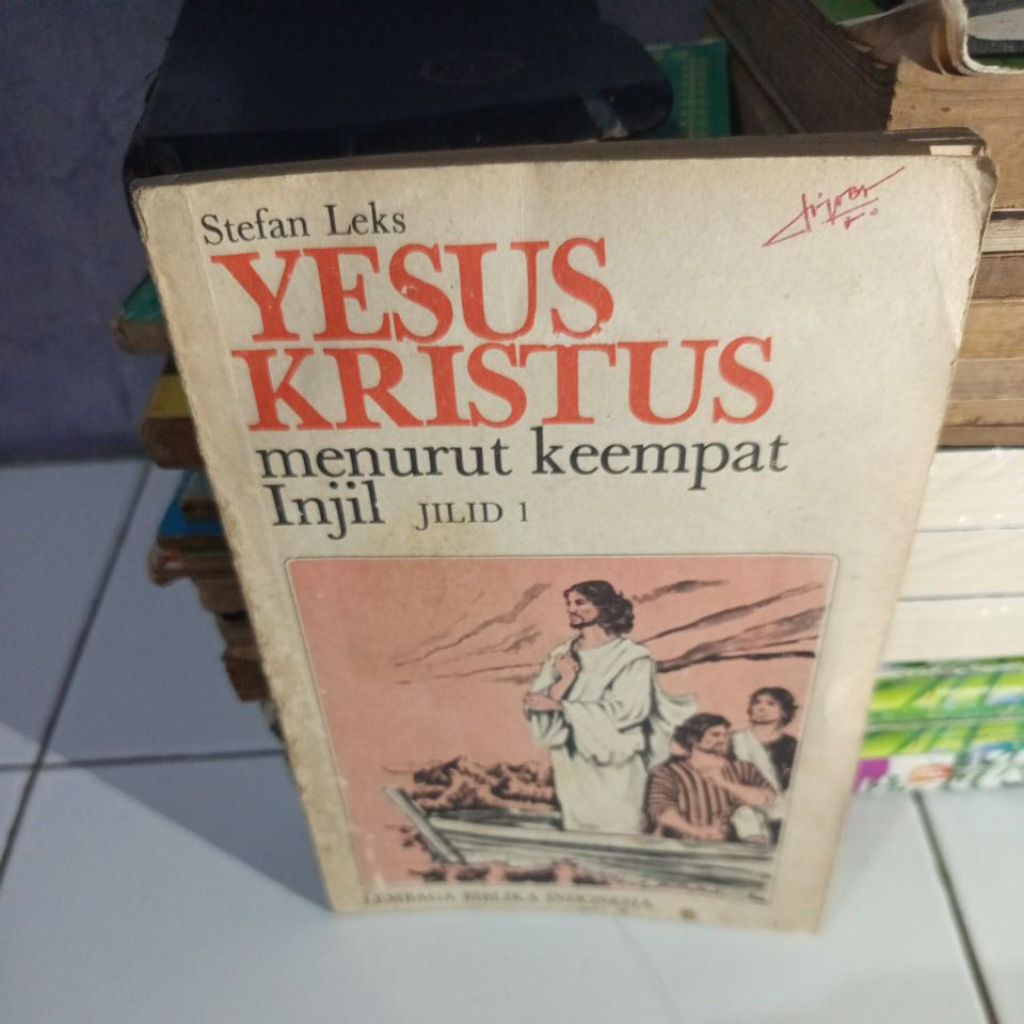 Stefan Leks
YESUS
KRISTUS
menurut keempat
Injil JILID 1
LEMBAGA BIBLIKA INDONESIA